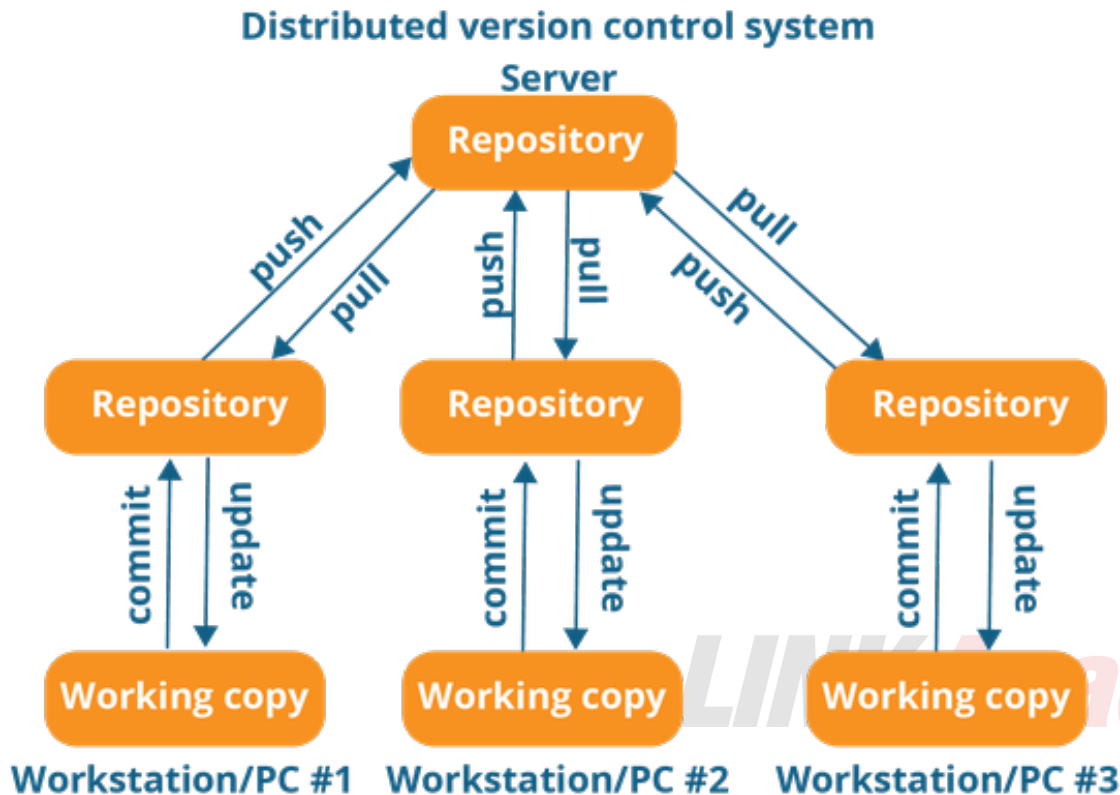 Distributed version control system
Server
Repository
push
pull
push
pull
push
pull
Repository
Repository
Repository
commit
update
commit
update
commit
update
LINK
Working copy
Working copy
Working copy
Workstation/PC #1
Workstation/PC #2
Workstation/PC #3